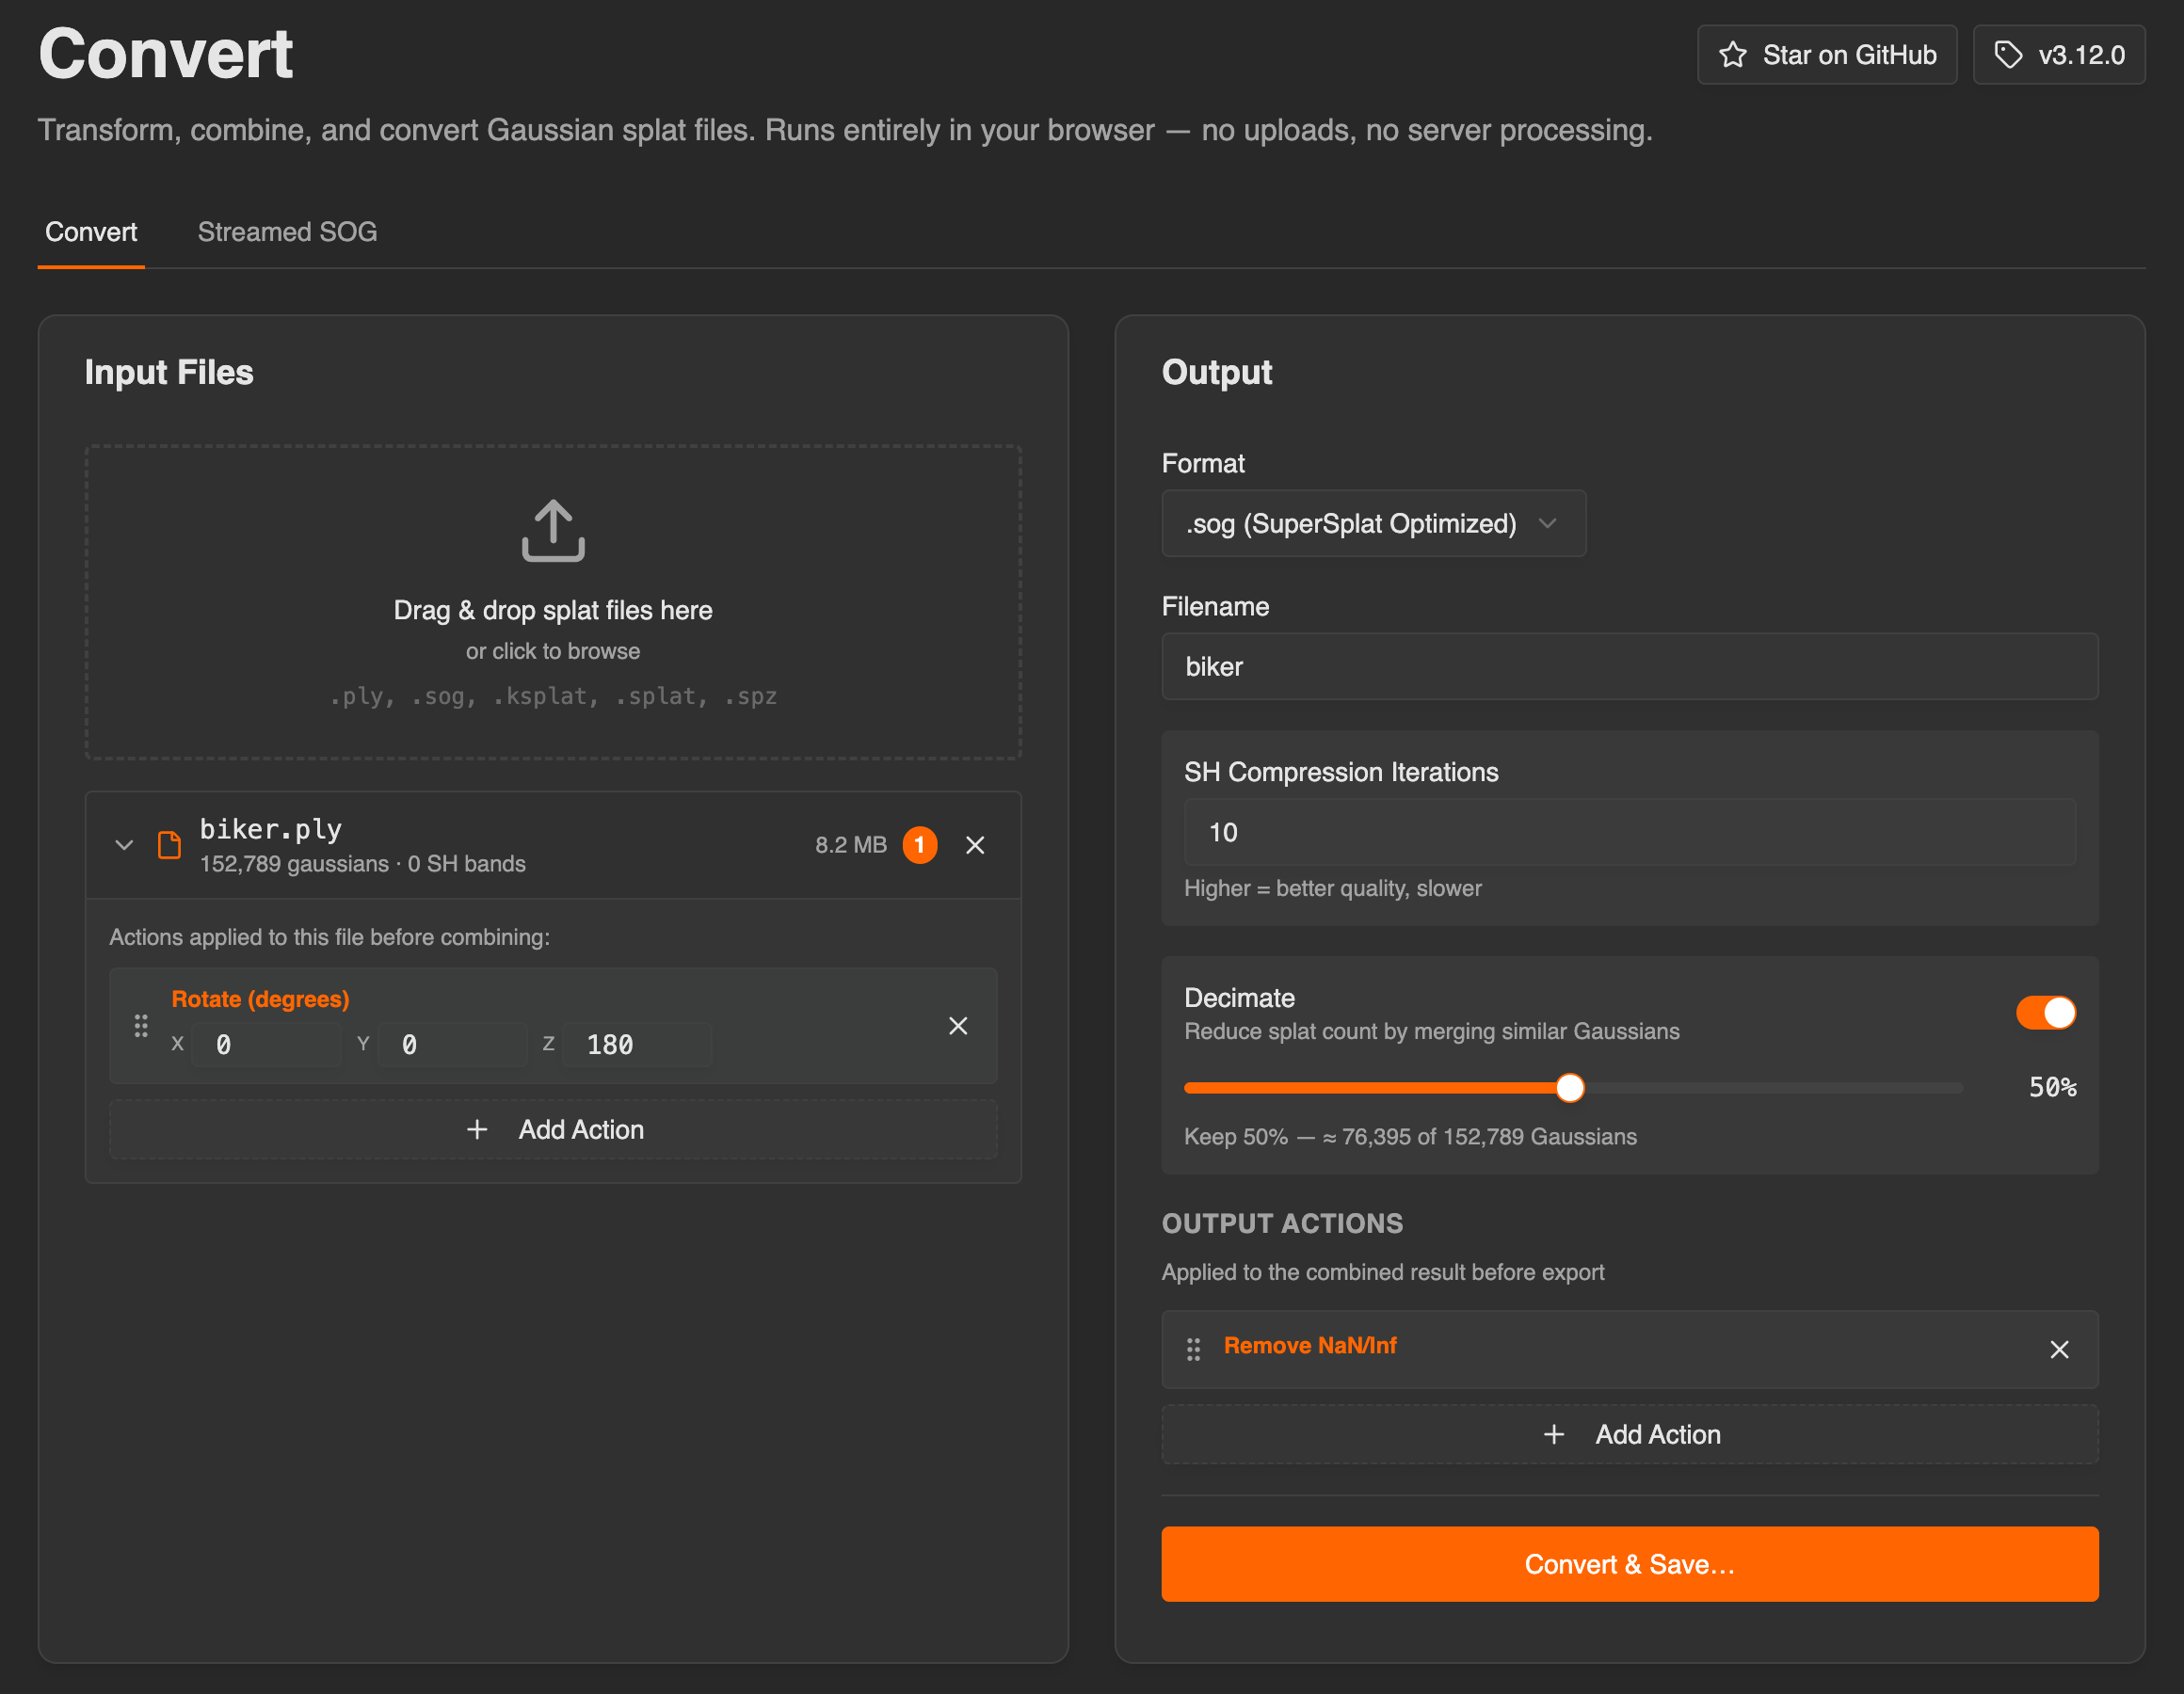 Convert
Star on GitHub
v3.12.0
Transform, combine, and convert Gaussian splat files. Runs entirely in your browser — no uploads, no server processing.
Convert
Streamed SOG
Input Files
Drag & drop splat files here
or click to browse
.ply, .sog, .ksplat, .splat, .spz
biker.ply
152,789 gaussians · 0 SH bands
8.2 MB
1
Actions applied to this file before combining:
Rotate (degrees)
X 0 Y 0 Z 180
Add Action
Output
Format
.sog (SuperSplat Optimized)
Filename
biker
SH Compression Iterations
10
Higher = better quality, slower
Decimate
Reduce splat count by merging similar Gaussians
50%
Keep 50% — ≈ 76,395 of 152,789 Gaussians
OUTPUT ACTIONS
Applied to the combined result before export
Remove NaN/Inf
Add Action
Convert & Save...